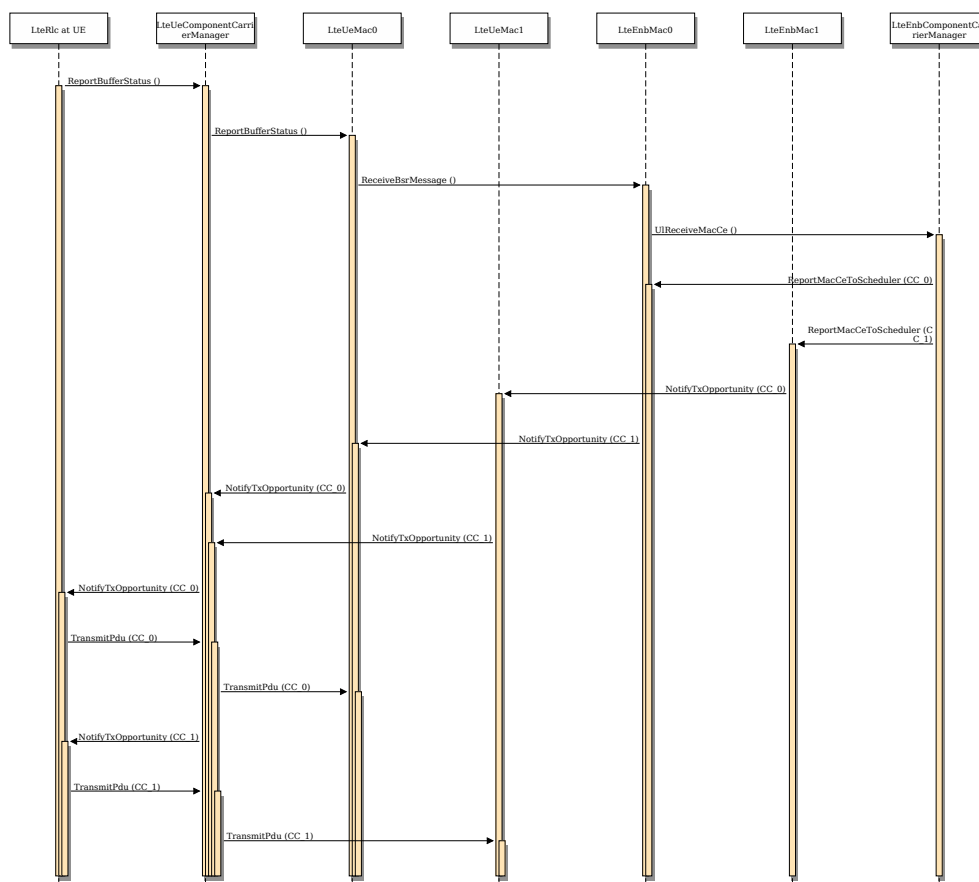 LteRlc at UE
LteUeComponentCarri
erManager
LteUeMac0
LteUeMac1
LteEnbMac0
LteEnbMac1
LteEnbComponentCa
rrierManager
ReportBufferStatus ()
ReportBufferStatus ()
ReceiveBsrMessage ()
UlReceiveMacCe ()
ReportMacCeToScheduler (CC_0)
ReportMacCeToScheduler (C
C_1)
NotifyTxOpportunity (CC_0)
NotifyTxOpportunity (CC_1)
NotifyTxOpportunity (CC_0)
NotifyTxOpportunity (CC_1)
NotifyTxOpportunity (CC_0)
TransmitPdu (CC_0)
TransmitPdu (CC_0)
NotifyTxOpportunity (CC_1)
TransmitPdu (CC_1)
TransmitPdu (CC_1)